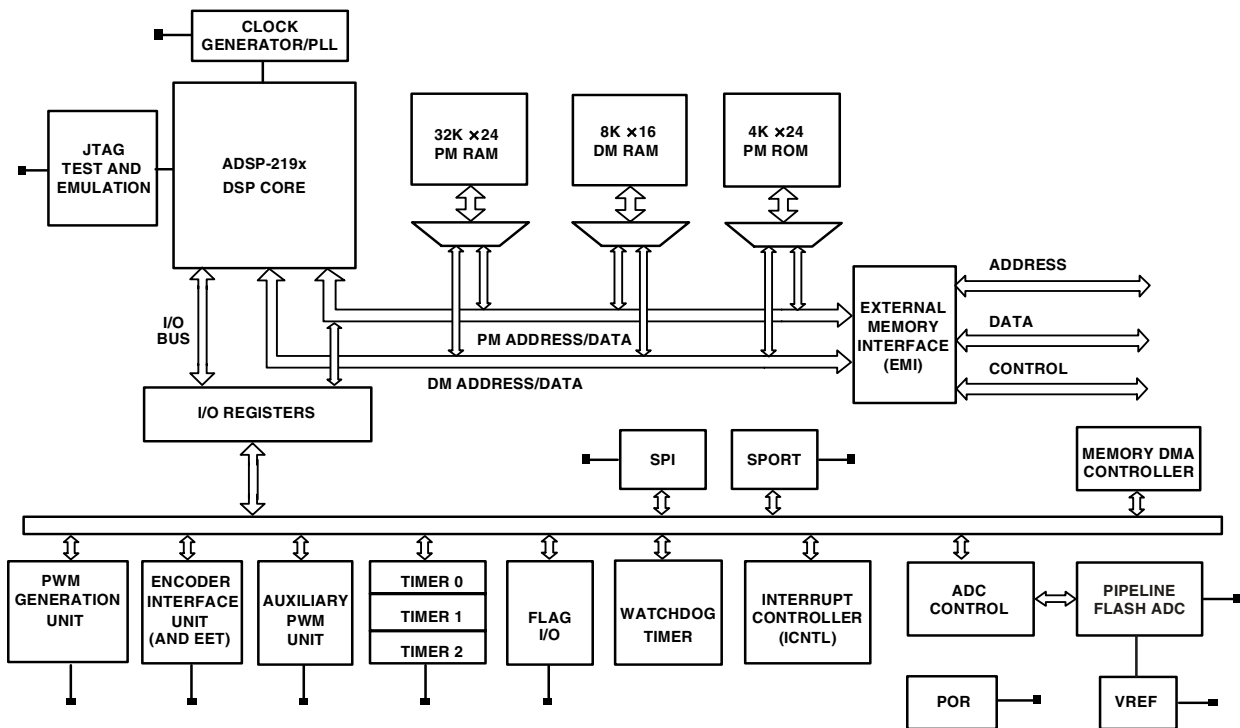 CLOCK
GENERATOR/PLL
JTAG
TEST AND
EMULATION
ADSP-219x
DSP CORE
32K ×24
PM RAM
8K ×16
DM RAM
4K ×24
PM ROM
I/O
BUS
PM ADDRESS/DATA
DM ADDRESS/DATA
EXTERNAL
MEMORY
INTERFACE
(EMI)
ADDRESS
DATA
CONTROL
I/O REGISTERS
SPI
SPORT
MEMORY DMA
CONTROLLER
PWM
GENERATION
UNIT
ENCODER
INTERFACE
UNIT
(AND EET)
AUXILIARY
PWM
UNIT
TIMER 0
TIMER 1
TIMER 2
FLAG
I/O
WATCHDOG
TIMER
INTERRUPT
CONTROLLER
(ICNTL)
ADC
CONTROL
PIPELINE
FLASH ADC
POR
VREF